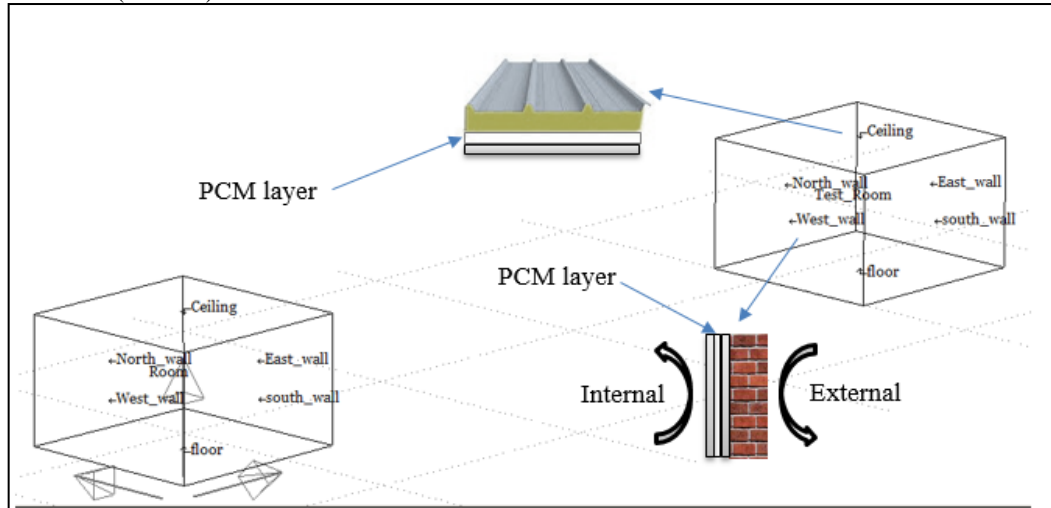 Ceiling
PCM layer
North_wall
East_wall
Test_Room
West_wall
south_wall
PCM layer
floor
Ceiling
North_wall
East_wall
Room
West_wall
south_wall
Internal
External
floor